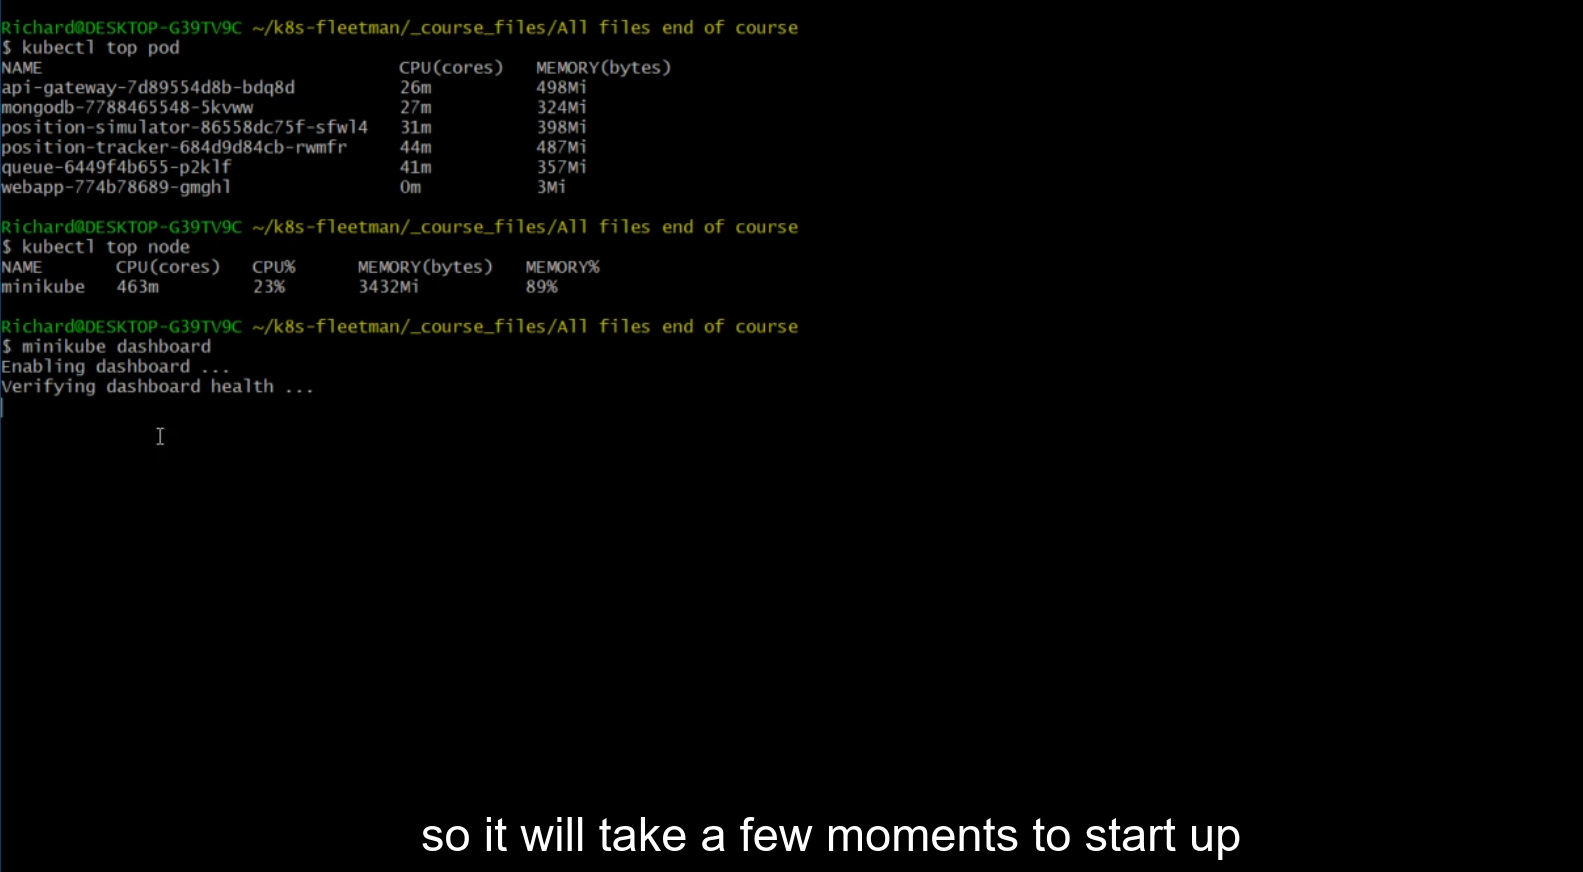 Richard@DESKTOP-G39TV9C ~/k8s-fleetman/_course_files/All files end of course
$ kubectl top pod
NAME CPU(cores) MEMORY(bytes)
api-gateway-7d89554d8b-bdq8d 26m 498Mi
mongodb-7788465548-5kvww 27m 324Mi
position-simulator-86558dc75f-sfwl4 31m 398Mi
position-tracker-684d9d84cb-rwmfr 44m 487Mi
queue-6449f4b655-p2klf 41m 357Mi
webapp-774b78689-gmghl 0m 3Mi
Richard@DESKTOP-G39TV9C ~/k8s-fleetman/_course_files/All files end of course
$ kubectl top node
NAME CPU(cores) CPU% MEMORY(bytes) MEMORY%
minikube 463m 23% 3432Mi 89%
Richard@DESKTOP-G39TV9C ~/k8s-fleetman/_course_files/All files end of course
$ minikube dashboard
Enabling dashboard ...
Verifying dashboard health ...
so it will take a few moments to start up